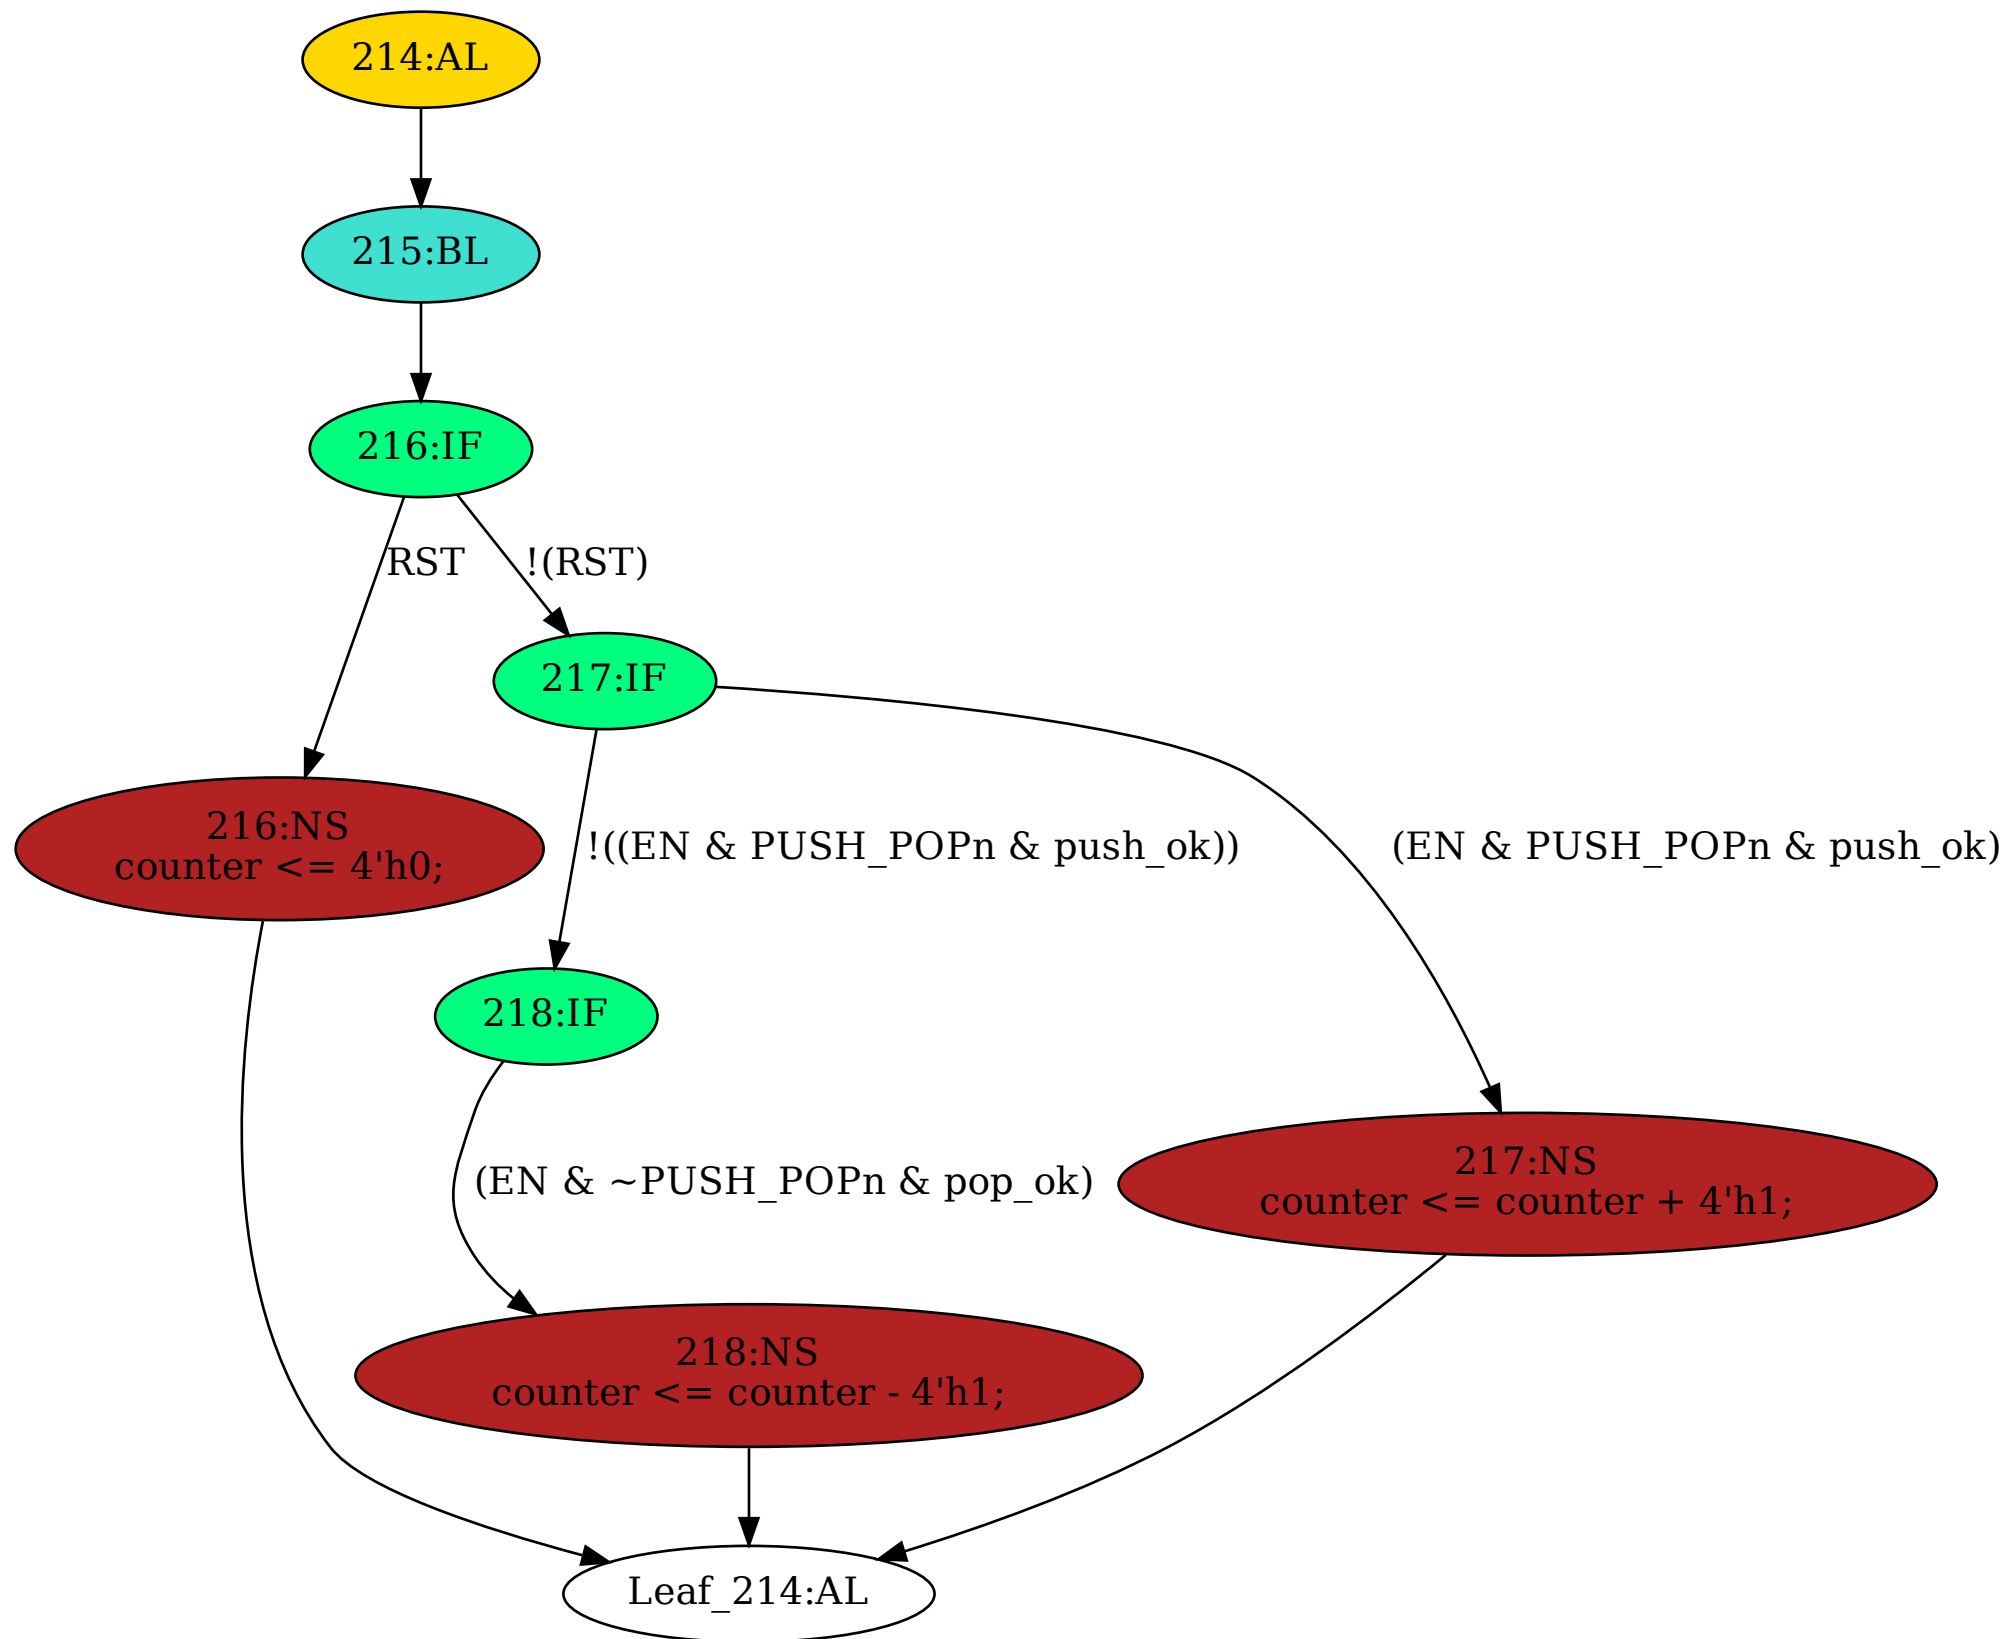 214:AL
215:BL
216:IF
RST
!(RST)
217:IF
216:NS
counter <= 4'h0;
!((EN & PUSH_POPn & push_ok))
(EN & PUSH_POPn & push_ok)
218:IF
(EN & ~PUSH_POPn & pop_ok)
217:NS
counter <= counter + 4'h1;
218:NS
counter <= counter - 4'h1;
Leaf_214:AL